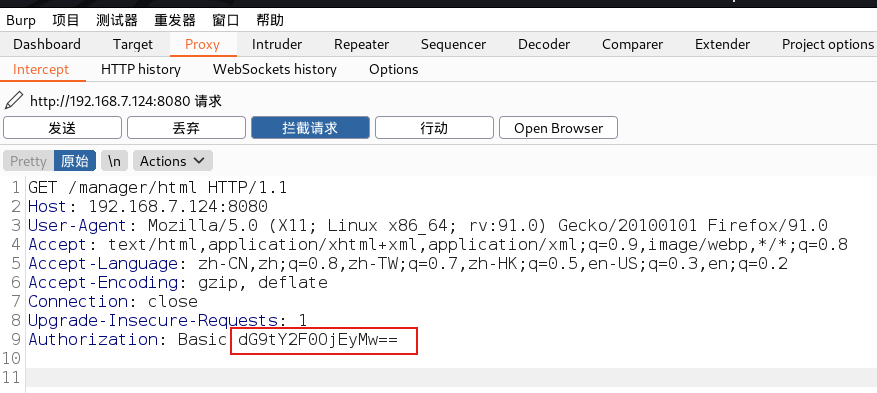 Burp 项目 测试器 重发器 窗口 帮助
Dashboard Target Proxy Intruder Repeater Sequencer Decoder Comparer Extender Project options
Intercept HTTP history WebSockets history Options
http://192.168.7.124:8080 请求
发送 丢弃 拦截请求 行动 Open Browser
Pretty 原始 \n Actions
1 GET /manager/html HTTP/1.1
2 Host: 192.168.7.124:8080
3 User-Agent: Mozilla/5.0 (X11; Linux x86_64; rv:91.0) Gecko/20100101 Firefox/91.0
4 Accept: text/html,application/xhtml+xml,application/xml;q=0.9,image/webp,*/*;q=0.8
5 Accept-Language: zh-CN,zh;q=0.8,zh-TW;q=0.7,zh-HK;q=0.5,en-US;q=0.3,en;q=0.2
6 Accept-Encoding: gzip, deflate
7 Connection: close
8 Upgrade-Insecure-Requests: 1
9 Authorization: Basic dG9tY2F0OjEyMw==
10
11